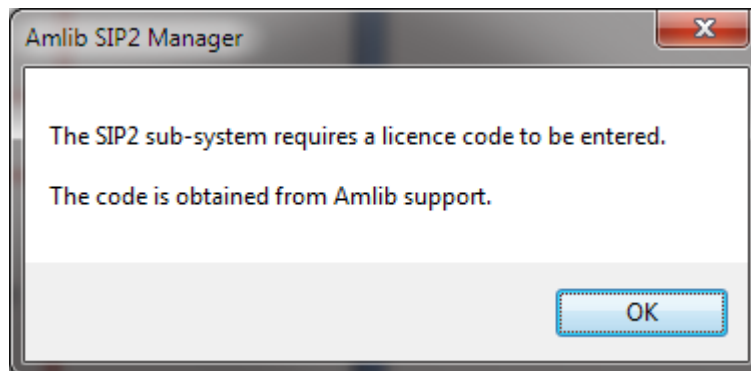 Amlib SIP2 Manager
The SIP2 sub-system requires a licence code to be entered.
The code is obtained from Amlib support.
OK